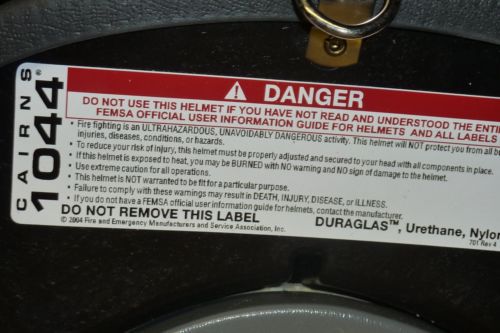 CAIRNS®
1044
DANGER
DO NOT USE THIS HELMET IF YOU HAVE NOT READ AND UNDERSTOOD THE ENTI
FEMSA OFFICIAL USER INFORMATION GUIDE FOR HELMETS AND ALL LABELS
• Fire fighting is an ULTRAHAZARDOUS, UNAVOIDABLY DANGEROUS activity. This helmet will NOT protect you from all b
injuries, diseases, conditions, or hazards.
• To reduce your risk of injury, this helmet must be properly adjusted and secured to your head with all components in place.
• If this helmet is exposed to heat, you may be BURNED with NO warning and NO sign of damage to the helmet.
• Use extreme caution for all operations.
• This helmet is NOT warranted to be fit for a particular purpose.
• Failure to comply with these warnings may result in DEATH, INJURY, DISEASE, or ILLNESS.
• If you do not have a FEMSA official user information guide for helmets, contact the manufacturer.
DO NOT REMOVE THIS LABEL
DURAGLAS™, Urethane, Nylon
© 2004 Fire and Emergency Manufacturers and Service Association, Inc.
701 Rev 4